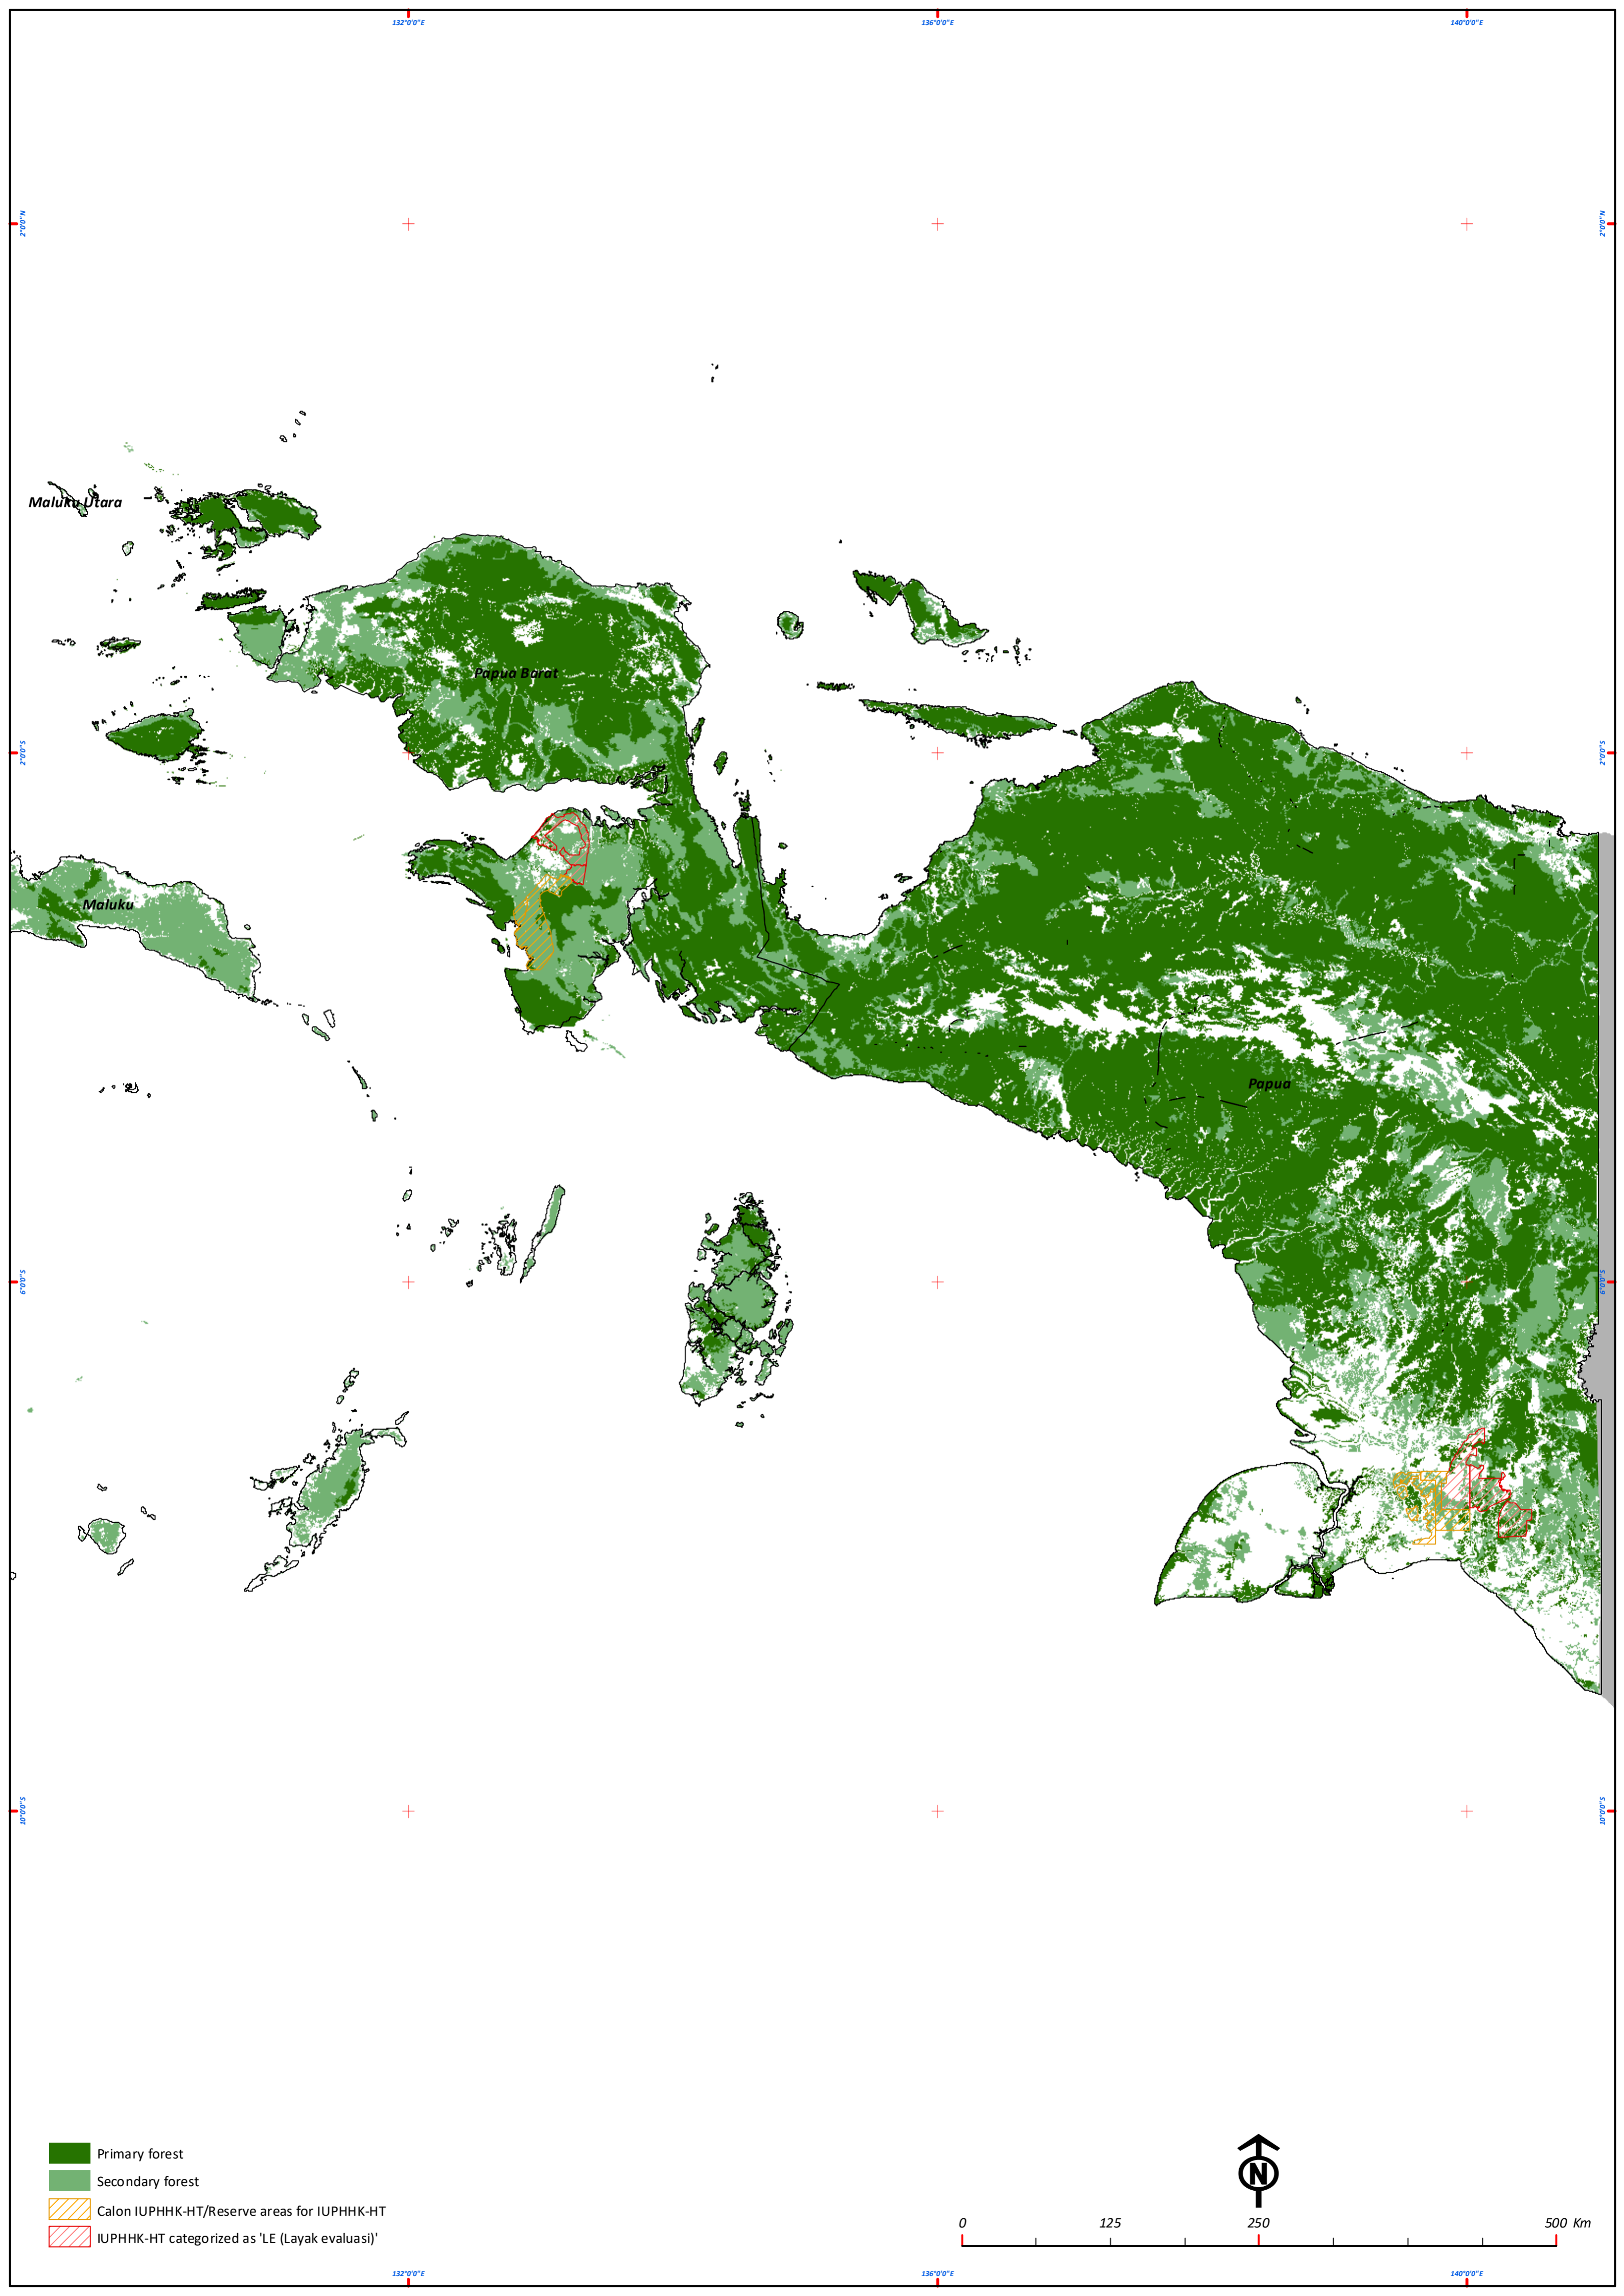 132°0'0"E 136°0'0"E 140°0'0"E
2°0'0"N 2°0'0"N
Maluku Utara
Papua Barat
2°0'0"S 2°0'0"S
Maluku
Papua
6°0'0"S 6°0'0"S
10°0'0"S 10°0'0"S
Primary forest
Secondary forest
Calon IUPHHK-HT/Reserve areas for IUPHHK-HT
IUPHHK-HT categorized as 'LE (Layak evaluasi)'
N
0 125 250 500 Km
132°0'0"E 136°0'0"E 140°0'0"E